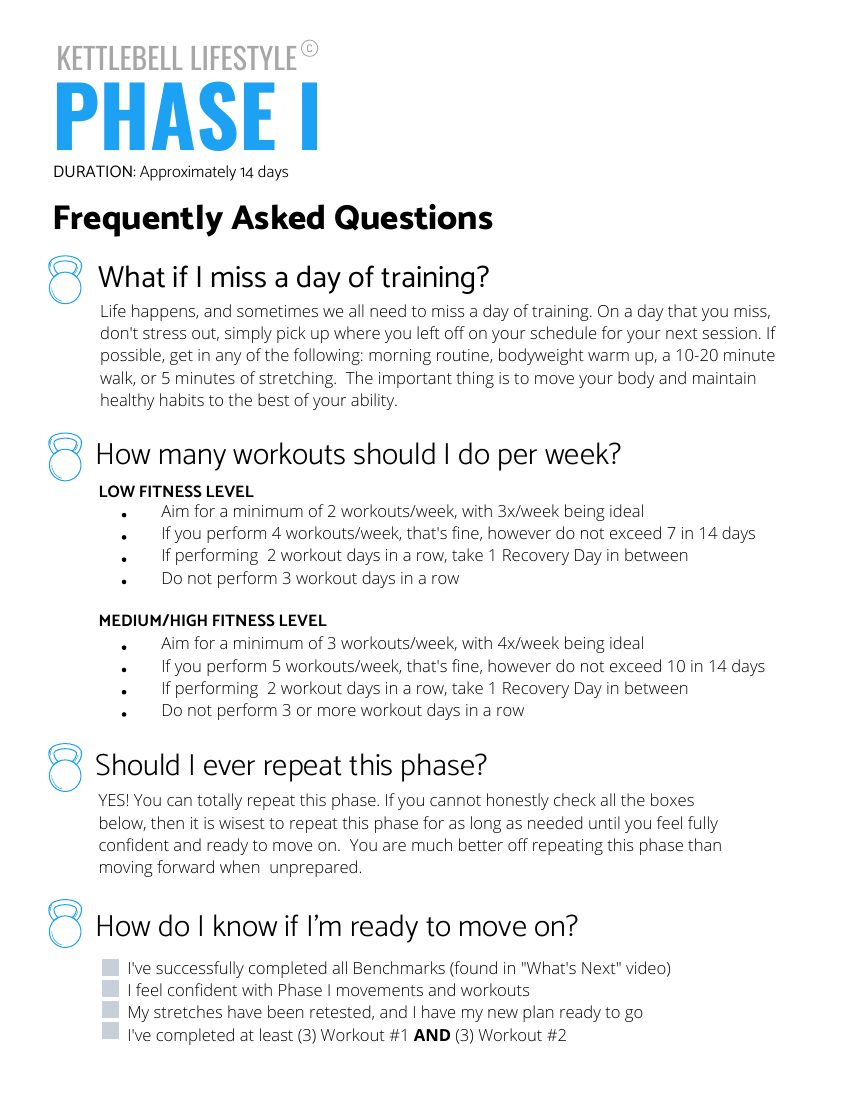 KETTLEBELL LIFESTYLE ©
PHASE I
DURATION: Approximately 14 days
Frequently Asked Questions
What if I miss a day of training?
Life happens, and sometimes we all need to miss a day of training. On a day that you miss,
don't stress out, simply pick up where you left off on your schedule for your next session. If
possible, get in any of the following: morning routine, bodyweight warm up, a 10-20 minute
walk, or 5 minutes of stretching.  The important thing is to move your body and maintain
healthy habits to the best of your ability.
How many workouts should I do per week?
LOW FITNESS LEVEL
• Aim for a minimum of 2 workouts/week, with 3x/week being ideal
• If you perform 4 workouts/week, that's fine, however do not exceed 7 in 14 days
• If performing  2 workout days in a row, take 1 Recovery Day in between
• Do not perform 3 workout days in a row
MEDIUM/HIGH FITNESS LEVEL
• Aim for a minimum of 3 workouts/week, with 4x/week being ideal
• If you perform 5 workouts/week, that's fine, however do not exceed 10 in 14 days
• If performing  2 workout days in a row, take 1 Recovery Day in between
• Do not perform 3 or more workout days in a row
Should I ever repeat this phase?
YES! You can totally repeat this phase. If you cannot honestly check all the boxes
below, then it is wisest to repeat this phase for as long as needed until you feel fully
confident and ready to move on.  You are much better off repeating this phase than
moving forward when  unprepared.
How do I know if I'm ready to move on?
I've successfully completed all Benchmarks (found in "What's Next" video)
I feel confident with Phase I movements and workouts
My stretches have been retested, and I have my new plan ready to go
I've completed at least (3) Workout #1 AND (3) Workout #2